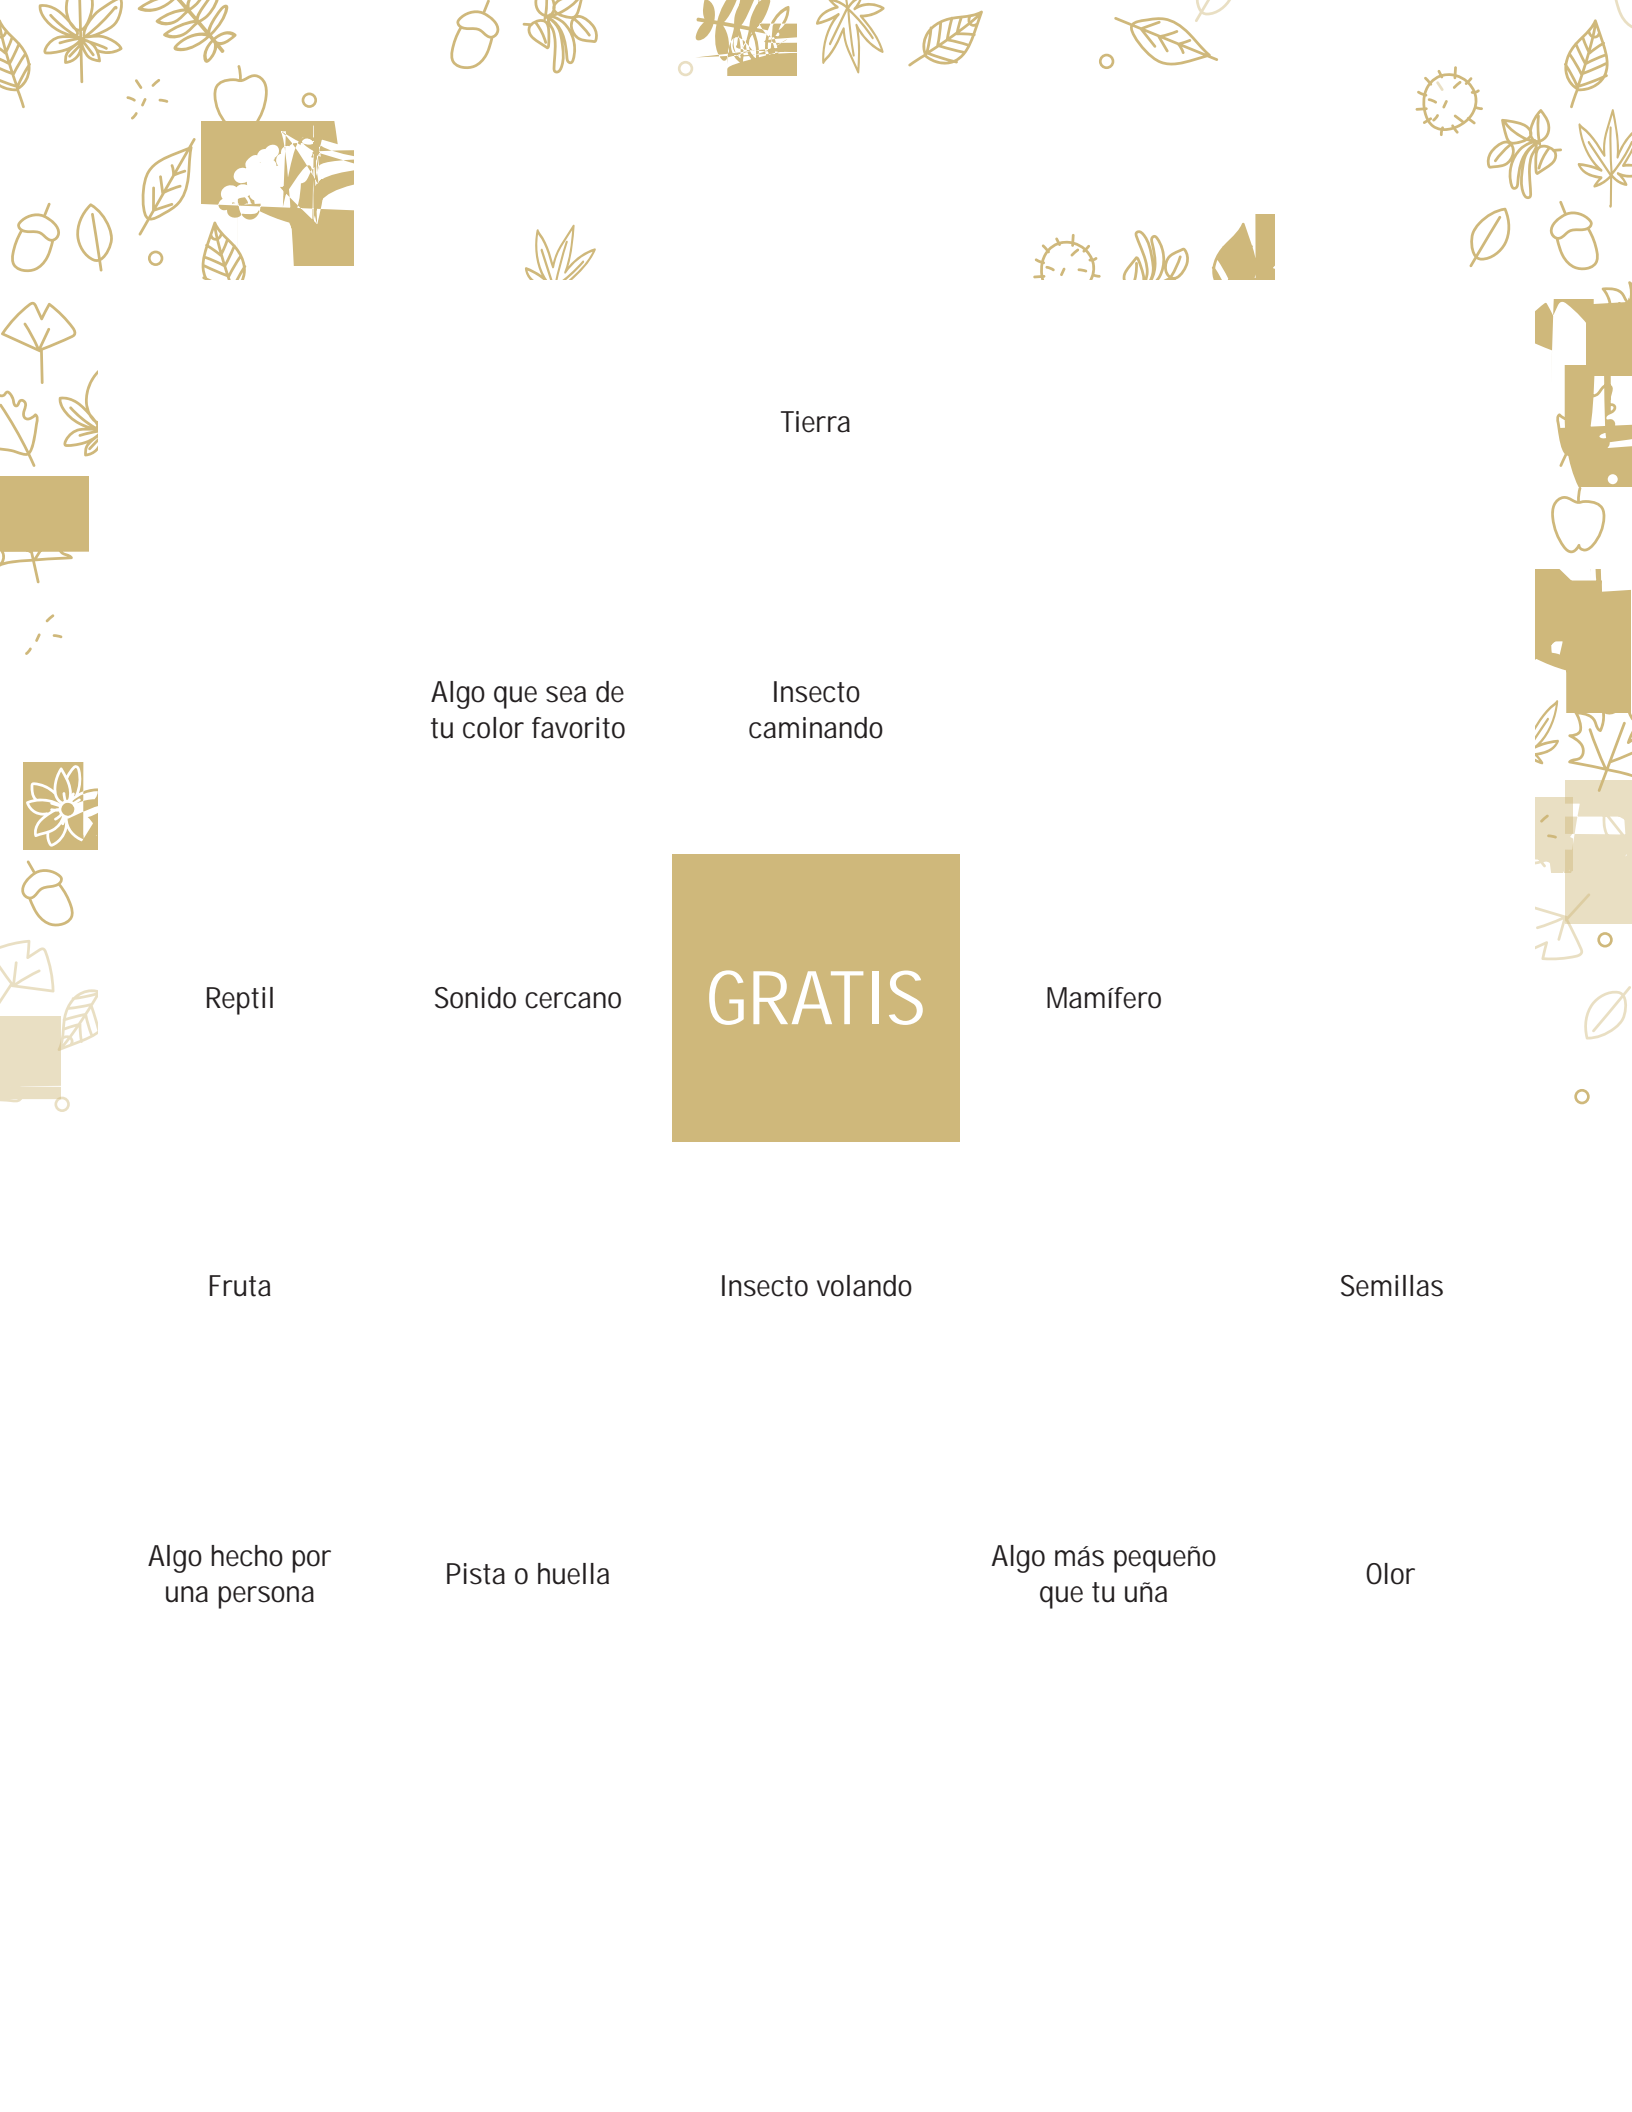 Tierra
Algo que sea de
tu color favorito
Insecto
caminando
Reptil
Sonido cercano
GRATIS
Mamífero
Fruta
Insecto volando
Semillas
Algo hecho por
una persona
Pista o huella
Algo más pequeño
que tu uña
Olor